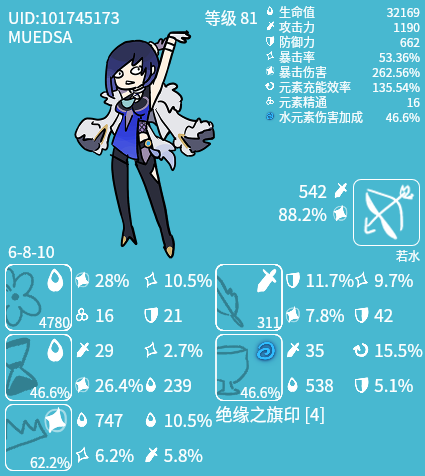 UID:101745173
MUEDSA
等级 81
生命值 32169
攻击力 1190
防御力 662
暴击率 53.36%
暴击伤害 262.56%
元素充能效率 135.54%
元素精通 16
水元素伤害加成 46.6%
542
88.2%
若水
6-8-10
4780
28% 10.5%
16 21
311
11.7% 9.7%
7.8% 42
46.6%
29 2.7%
26.4% 239
46.6%
35 15.5%
538 5.1%
62.2%
747 10.5%
6.2% 5.8%
绝缘之旗印 [4]